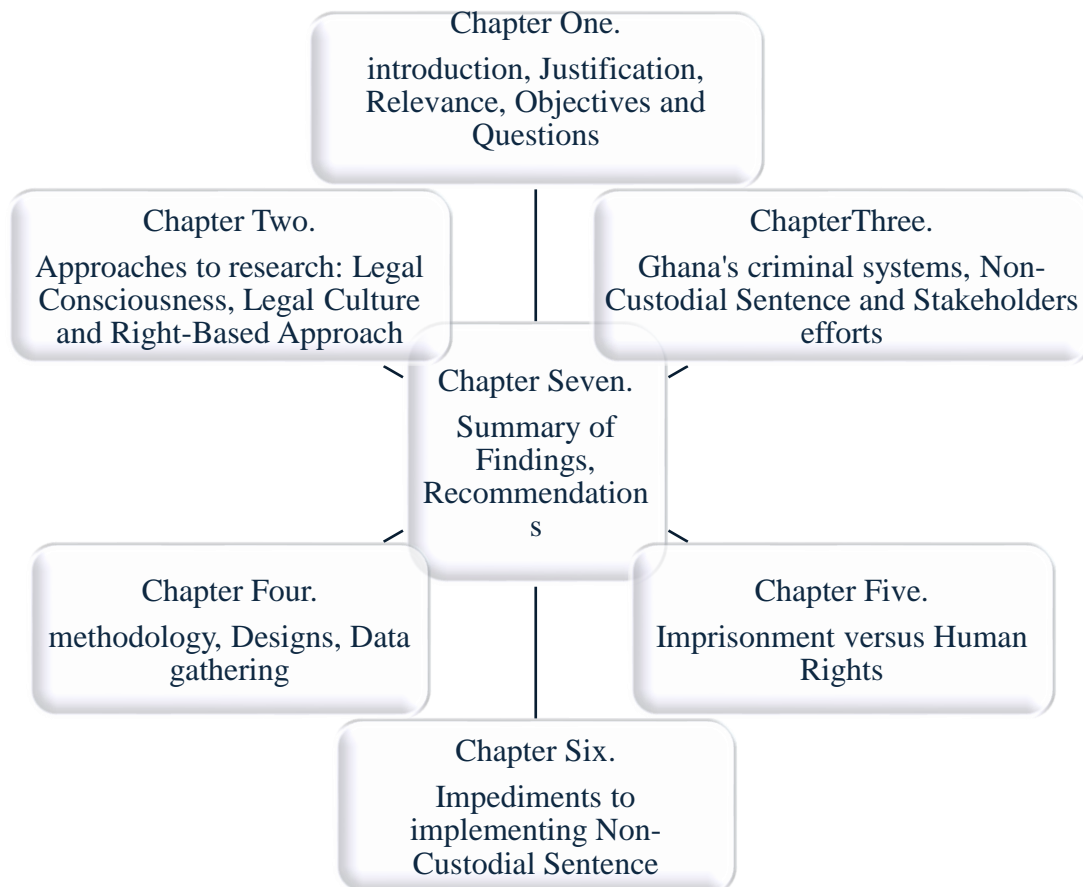 Chapter One.
introduction, Justification,
Relevance, Objectives and
Questions
Chapter Two.
Approaches to research: Legal
Consciousness, Legal Culture
and Right-Based Approach
ChapterThree.
Ghana's criminal systems, Non-
Custodial Sentence and Stakeholders
efforts
Chapter Seven.
Summary of
Findings,
Recommendation
s
Chapter Four.
methodology, Designs, Data
gathering
Chapter Five.
Imprisonment versus Human
Rights
Chapter Six.
Impediments to
implementing Non-
Custodial Sentence